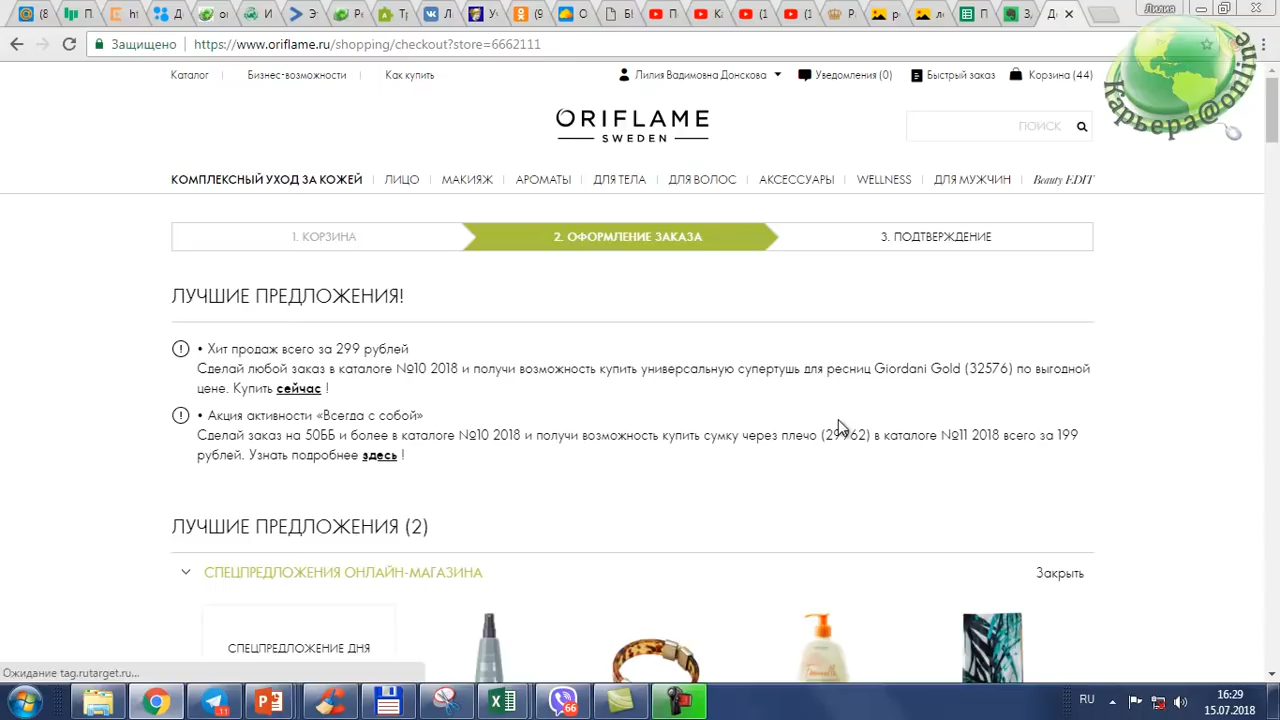 Лилия
Защищено https://www.oriflame.ru/shopping/checkout?store=6662111
Каталог Бизнес-возможности Как купить Лилия Вадимовна Донскова Уведомления (0) Быстрый заказ Корзина (44)
Карьера@online
ORIFLAME
SWEDEN
ПОИСК
КОМПЛЕКСНЫЙ УХОД ЗА КОЖЕЙ ЛИЦО МАКИЯЖ АРОМАТЫ ДЛЯ ТЕЛА ДЛЯ ВОЛОС АКСЕССУАРЫ WELLNESS ДЛЯ МУЖЧИН Beauty EDIT
1. КОРЗИНА 2. ОФОРМЛЕНИЕ ЗАКАЗА 3. ПОДТВЕРЖДЕНИЕ
ЛУЧШИЕ ПРЕДЛОЖЕНИЯ!
• Хит продаж всего за 299 рублей
Сделай любой заказ в каталоге №10 2018 и получи возможность купить универсальную супертушь для ресниц Giordani Gold (32576) по выгодной
цене. Купить сейчас !
• Акция активности «Всегда с собой»
Сделай заказ на 50ББ и более в каталоге №10 2018 и получи возможность купить сумку через плечо в каталоге №11 2018 всего за 199
рублей. Узнать подробнее здесь !
ЛУЧШИЕ ПРЕДЛОЖЕНИЯ (2)
СПЕЦПРЕДЛОЖЕНИЯ ОНЛАЙН-МАГАЗИНА Закрыть
СПЕЦПРЕДЛОЖЕНИЕ ДНЯ
Ожидание tag.rutarget.ru...
11 66 RU 16:29
15.07.2018